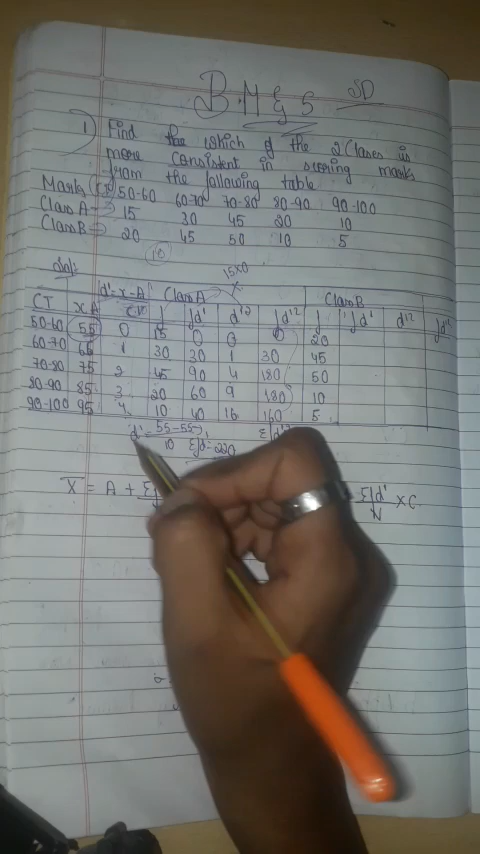 B.M & S SD
1) Find the which of the 2 Classes is
more consistent in scoring marks
from the following table
Marks (CI) 50-60 60-70 70-80 80-90 90-100
Class A → 15 30 45 20 10
Class B → 20 45 50 10 5
10
Sol: 15x0
d' = x-A Class A Class B
CI x A f fd' d'² fd'² f fd' d'² fd'²
50-60 55 0 15 0 0 0 20
60-70 65 1 30 30 1 30 45
70-80 75 2 45 90 4 180 50
80-90 85 3 20 60 9 180 10
90-100 95 4 10 40 16 160 5
d' = 55-55
10 Σfd' = 220
X̄ = A + Σf Σfd' x C
N